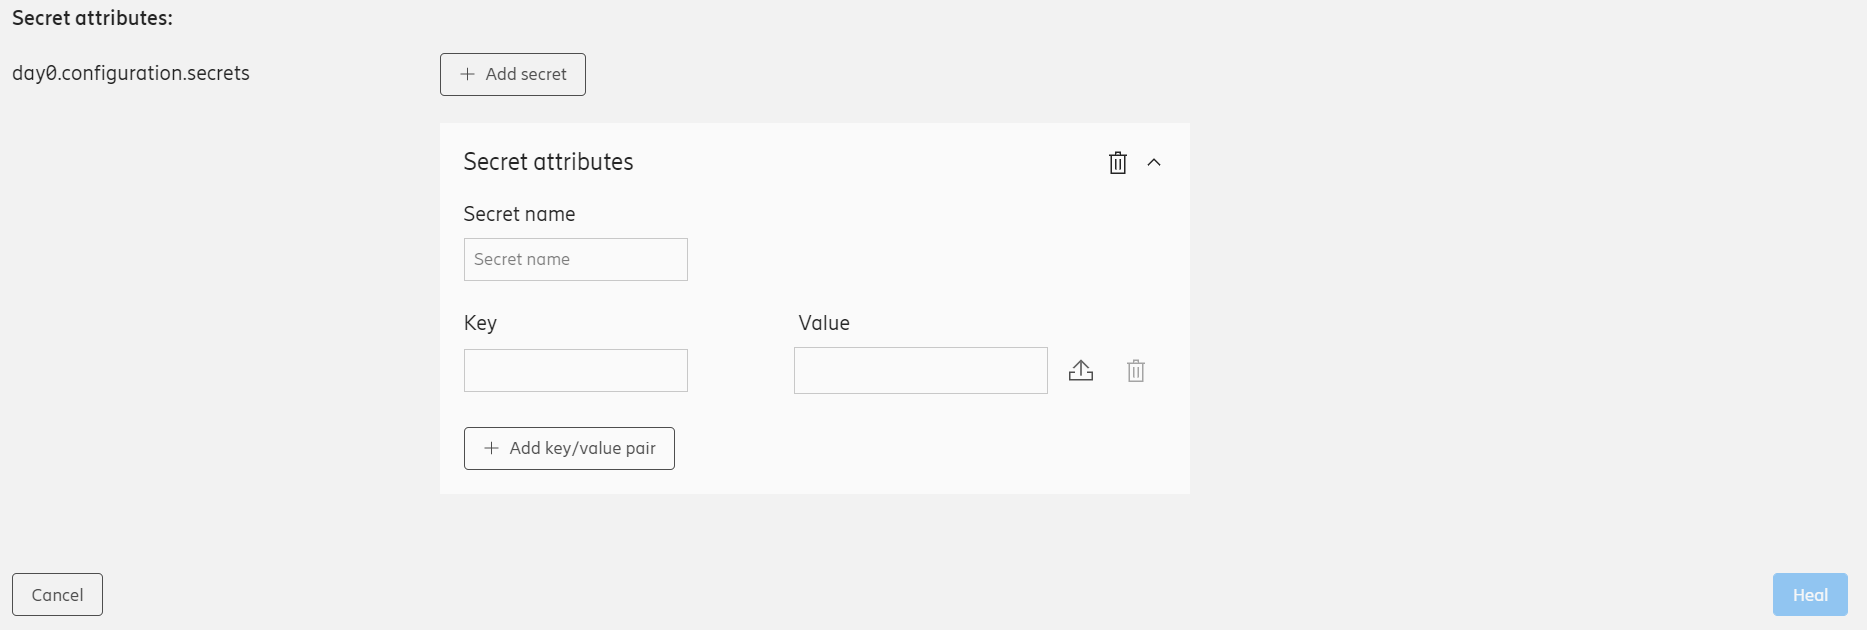 Secret attributes:
day0.configuration.secrets
Add secret
Secret attributes
Secret name
Secret name
Key Value
Add key/value pair
Cancel Heal